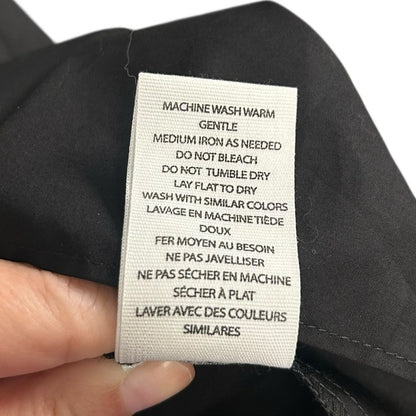 MACHINE WASH WARM
GENTLE
MEDIUM IRON AS NEEDED
DO NOT BLEACH
DO NOT TUMBLE DRY
LAY FLAT TO DRY
WASH WITH SIMILAR COLORS
LAVAGE EN MACHINE TIÈDE
DOUX
FER MOYEN AU BESOIN
NE PAS JAVELLISER
NE PAS SÉCHER EN MACHINE
SÉCHER À PLAT
LAVER AVEC DES COULEURS
SIMILARES